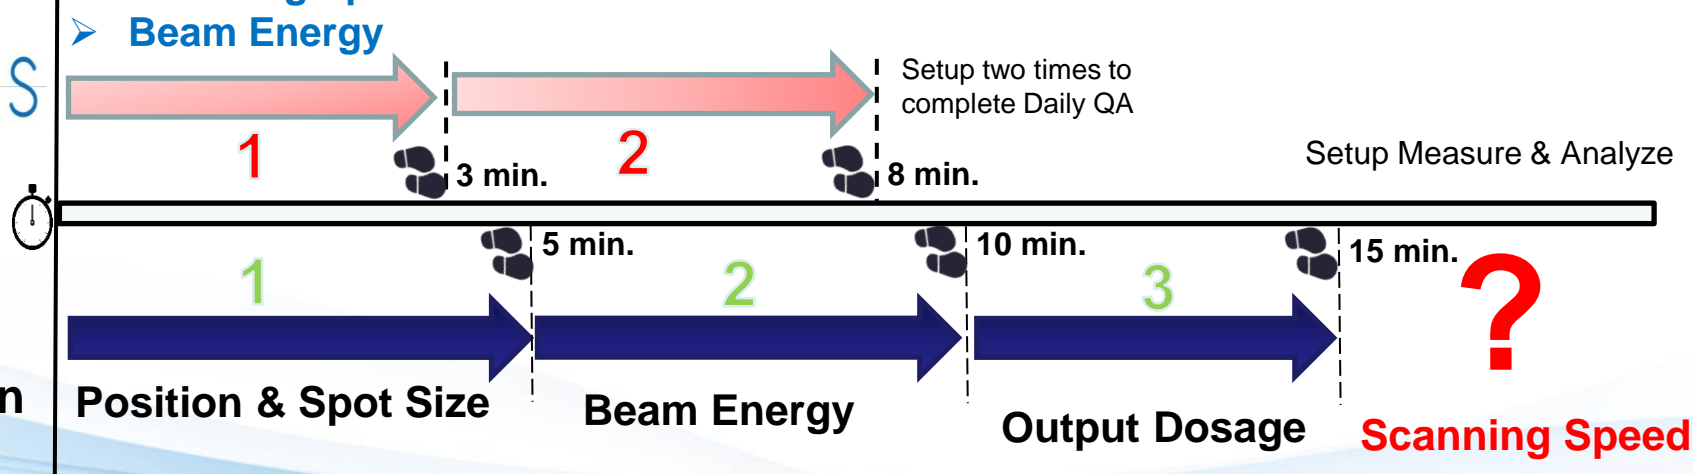 ➢ Beam Energy
S
Setup two times to
complete Daily QA
1
2
3 min.
8 min.
Setup Measure & Analyze
5 min.
10 min.
15 min.
1
2
3
?
n
Position & Spot Size
Beam Energy
Output Dosage
Scanning Speed